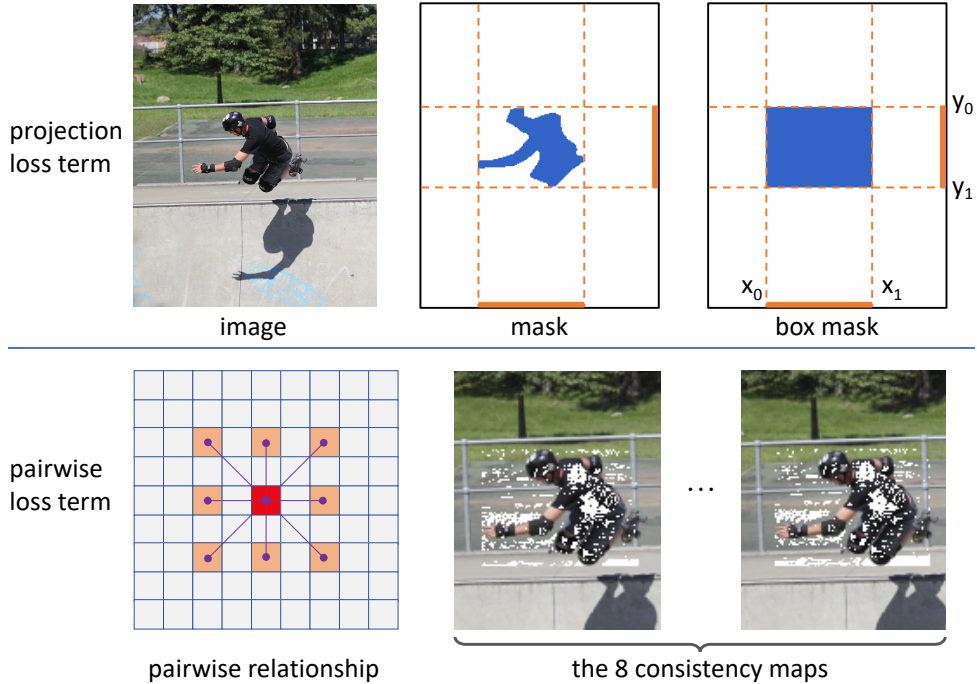 projection
loss term
y₀
y₁
x₀ x₁
image mask box mask
pairwise
loss term
...
pairwise relationship the 8 consistency maps